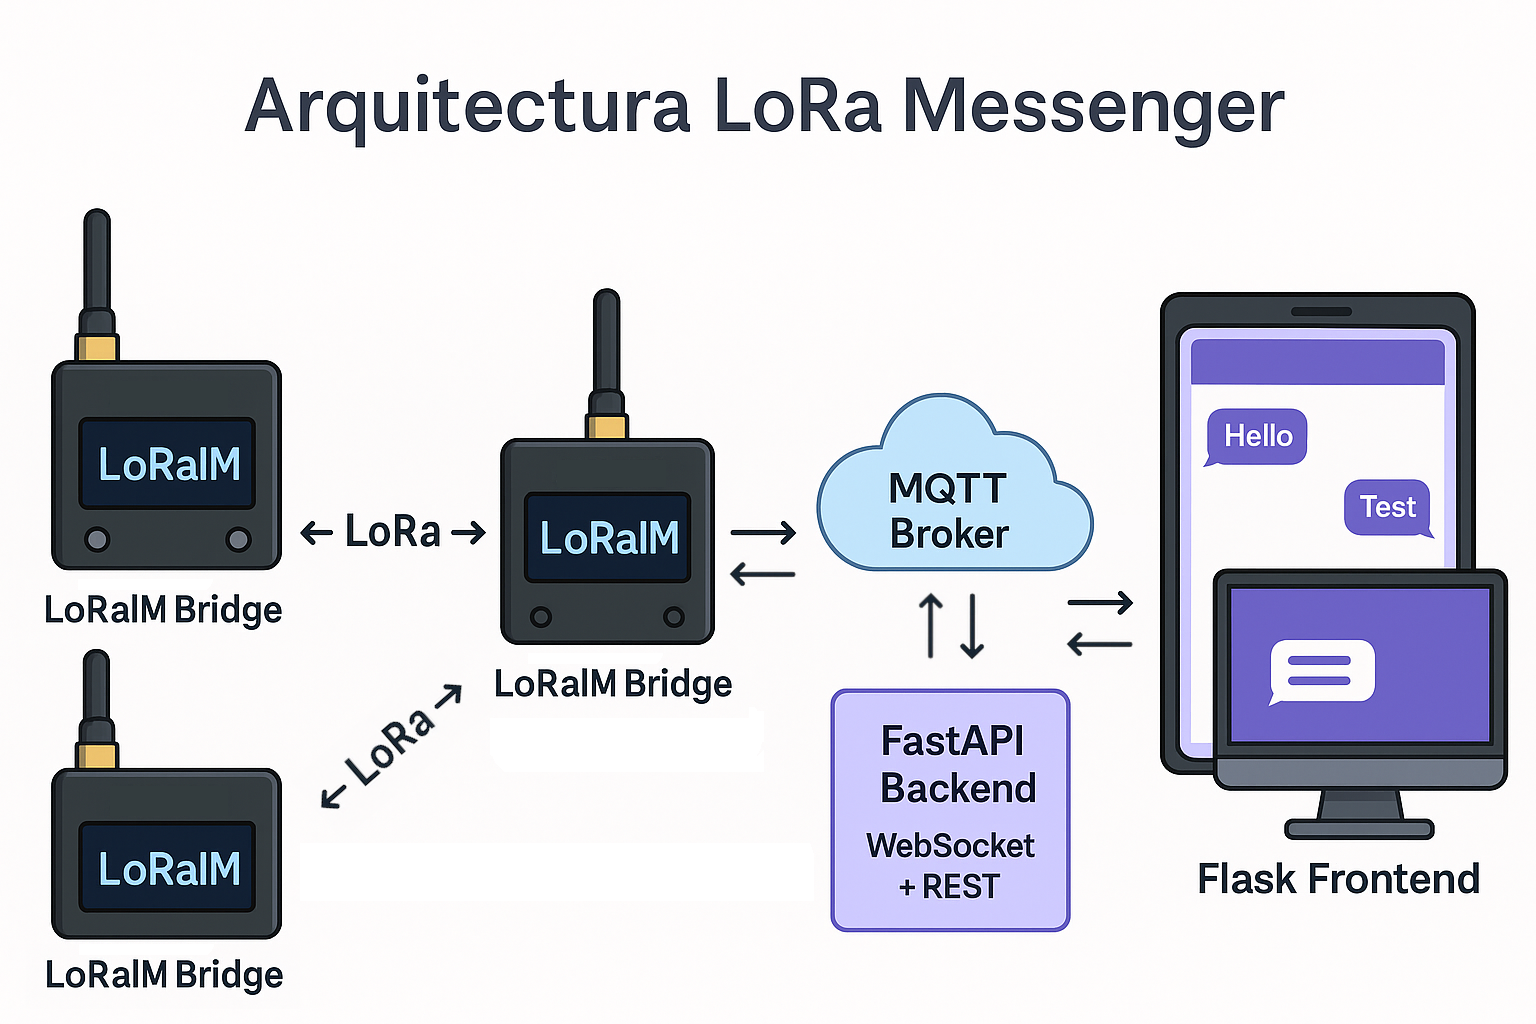 Arquitectura LoRa Messenger
LoRaIM
← LoRa →
LoRaIM Bridge
LoRaIM
LoRaIM Bridge
← LoRa →
LoRaIM
LoRaIM Bridge
MQTT
Broker
FastAPI
Backend
WebSocket
+ REST
Hello
Test
Flask Frontend